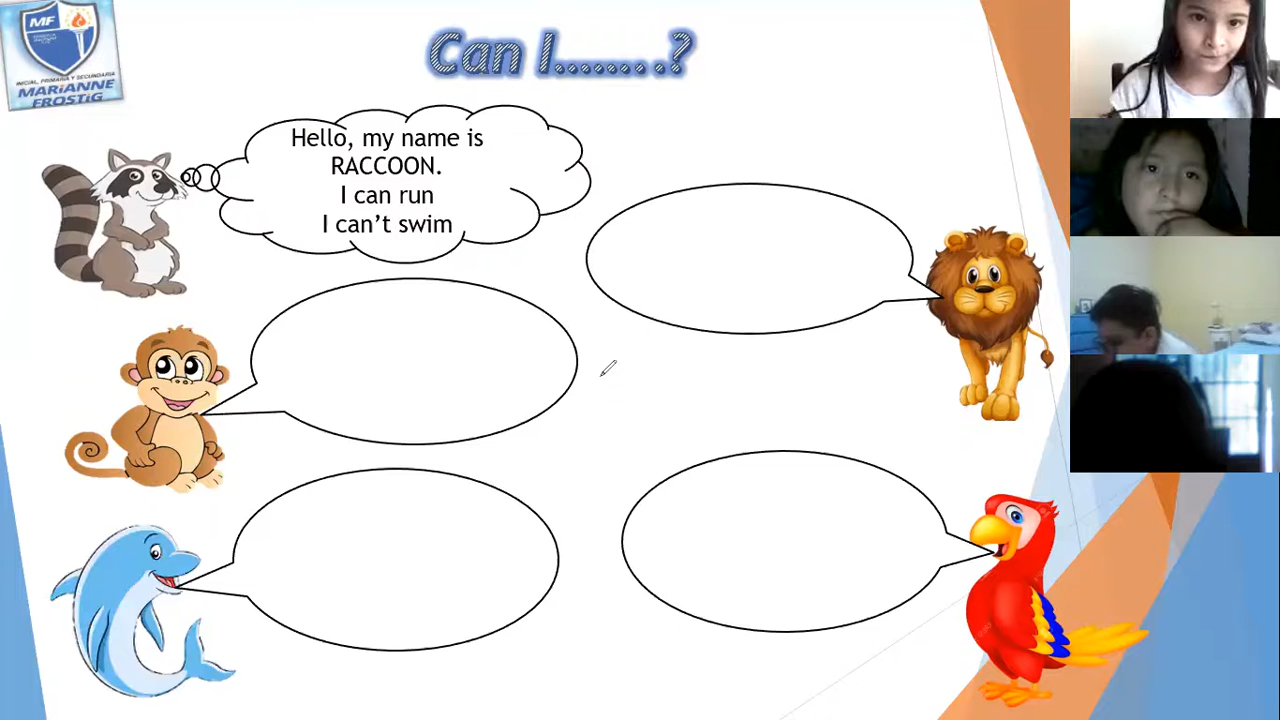 MF
INICIAL, PRIMARIA Y SECUNDARIA
MARIANNE
FROSTIG
Can I.......?
Hello, my name is
RACCOON.
I can run
I can't swim